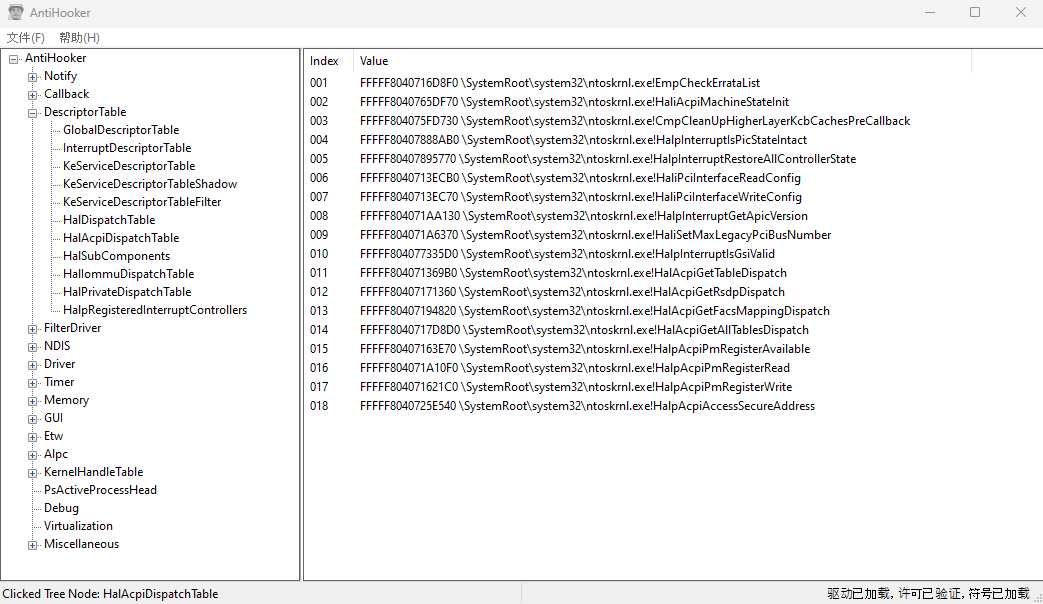 AntiHooker
文件(F) 帮助(H)
AntiHooker
Notify
Callback
DescriptorTable
GlobalDescriptorTable
InterruptDescriptorTable
KeServiceDescriptorTable
KeServiceDescriptorTableShadow
KeServiceDescriptorTableFilter
HalDispatchTable
HalAcpiDispatchTable
HalSubComponents
HalIommuDispatchTable
HalPrivateDispatchTable
HalpRegisteredInterruptControllers
FilterDriver
NDIS
Driver
Timer
Memory
GUI
Etw
Alpc
KernelHandleTable
PsActiveProcessHead
Debug
Virtualization
Miscellaneous
Index Value
001 FFFFF8040716D8F0 \SystemRoot\system32\ntoskrnl.exe!EmpCheckErrataList
002 FFFFF8040765DF70 \SystemRoot\system32\ntoskrnl.exe!HaliAcpiMachineStateInit
003 FFFFF804075FD730 \SystemRoot\system32\ntoskrnl.exe!CmpCleanUpHigherLayerKcbCachesPreCallback
004 FFFFF80407888AB0 \SystemRoot\system32\ntoskrnl.exe!HalpInterruptIsPicStateIntact
005 FFFFF80407895770 \SystemRoot\system32\ntoskrnl.exe!HalpInterruptRestoreAllControllerState
006 FFFFF8040713ECB0 \SystemRoot\system32\ntoskrnl.exe!HaliPciInterfaceReadConfig
007 FFFFF8040713EC70 \SystemRoot\system32\ntoskrnl.exe!HaliPciInterfaceWriteConfig
008 FFFFF804071AA130 \SystemRoot\system32\ntoskrnl.exe!HalpInterruptGetApicVersion
009 FFFFF804071A6370 \SystemRoot\system32\ntoskrnl.exe!HaliSetMaxLegacyPciBusNumber
010 FFFFF804077335D0 \SystemRoot\system32\ntoskrnl.exe!HalpInterruptIsGsiValid
011 FFFFF804071369B0 \SystemRoot\system32\ntoskrnl.exe!HalAcpiGetTableDispatch
012 FFFFF80407171360 \SystemRoot\system32\ntoskrnl.exe!HalAcpiGetRsdpDispatch
013 FFFFF80407194820 \SystemRoot\system32\ntoskrnl.exe!HalAcpiGetFacsMappingDispatch
014 FFFFF8040717D8D0 \SystemRoot\system32\ntoskrnl.exe!HalAcpiGetAllTablesDispatch
015 FFFFF80407163E70 \SystemRoot\system32\ntoskrnl.exe!HalpAcpiPmRegisterAvailable
016 FFFFF804071A10F0 \SystemRoot\system32\ntoskrnl.exe!HalpAcpiPmRegisterRead
017 FFFFF804071621C0 \SystemRoot\system32\ntoskrnl.exe!HalpAcpiPmRegisterWrite
018 FFFFF8040725E540 \SystemRoot\system32\ntoskrnl.exe!HalpAcpiAccessSecureAddress
Clicked Tree Node: HalAcpiDispatchTable
驱动已加载, 许可已验证, 符号已加载